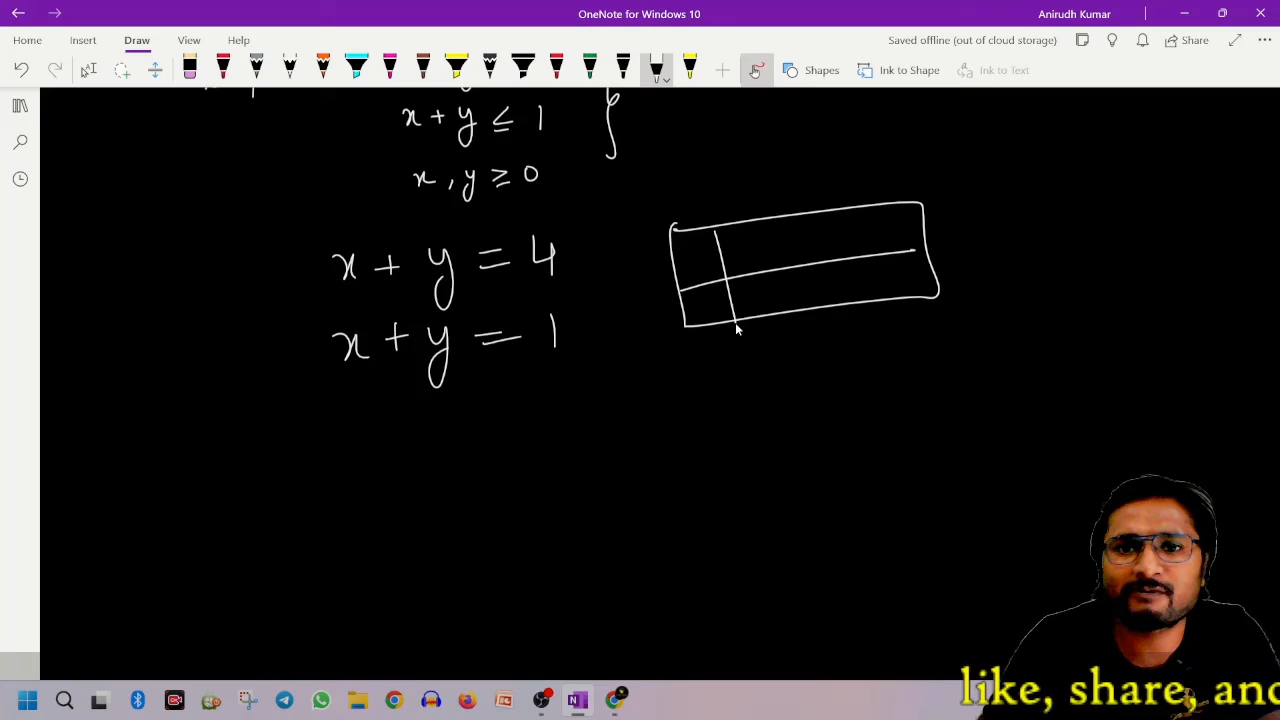 OneNote for Windows 10
Anirudh Kumar
Home Insert Draw View Help
Saved offline (out of cloud storage)
Share
Shapes
Ink to Shape
Ink to Text
x + y ≤ 1
x, y ≥ 0
x + y = 4
x + y = 1
like, share, and